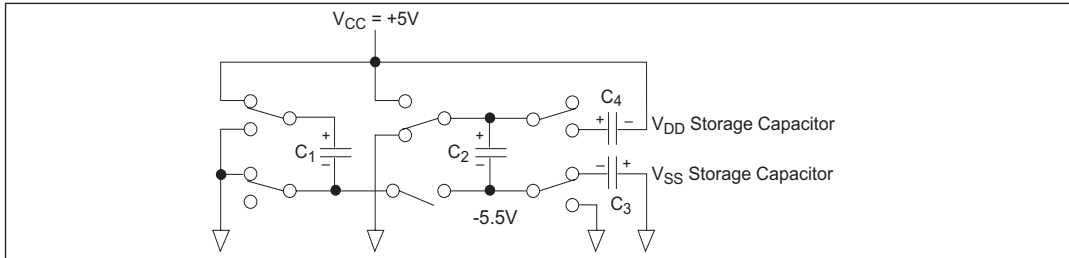 V_CC = +5V
C_4
+ –
V_DD Storage Capacitor
+
C_1
–
+
C_2
–
– +
V_SS Storage Capacitor
C_3
-5.5V